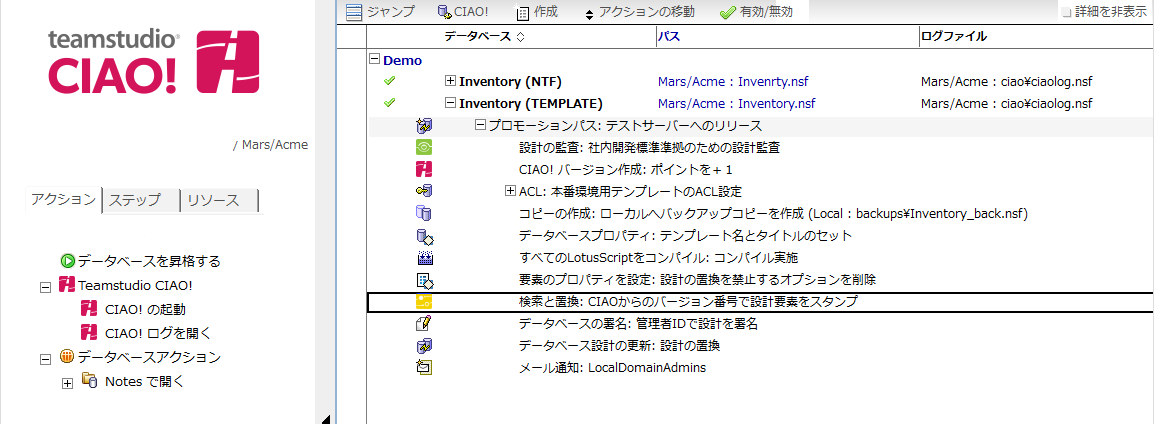 teamstudio
CIAO!
/ Mars/Acme
アクション ステップ リソース
データベースを昇格する
Teamstudio CIAO!
CIAO! の起動
CIAO! ログを開く
データベースアクション
Notes で開く
ジャンプ CIAO! 作成 アクションの移動 有効/無効 詳細を非表示
データベース パス ログファイル
Demo
Inventory (NTF) Mars/Acme : Invenrty.nsf Mars/Acme : ciao¥ciaolog.nsf
Inventory (TEMPLATE) Mars/Acme : Inventory.nsf Mars/Acme : ciao¥ciaolog.nsf
プロモーションパス: テストサーバーへのリリース
設計の監査: 社内開発標準準拠のための設計監査
CIAO! バージョン作成: ポイントを+ 1
ACL: 本番環境用テンプレートのACL設定
コピーの作成: ローカルへバックアップコピーを作成 (Local : backups¥Inventory_back.nsf)
データベースプロパティ: テンプレート名とタイトルのセット
すべてのLotusScriptをコンパイル: コンパイル実施
要素のプロパティを設定: 設計の置換を禁止するオプションを削除
検索と置換: CIAOからのバージョン番号で設計要素をスタンプ
データベースの署名: 管理者IDで設計を署名
データベース設計の更新: 設計の置換
メール通知: LocalDomainAdmins